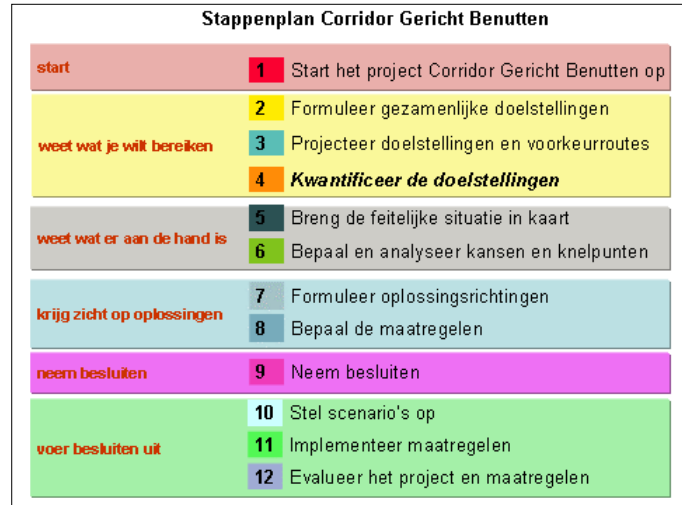 Stappenplan Corridor Gericht Benutten
start
1 Start het project Corridor Gericht Benutten op
weet wat je wilt bereiken
2 Formuleer gezamenlijke doelstellingen
3 Projecteer doelstellingen en voorkeurroutes
4 Kwantificeer de doelstellingen
weet wat er aan de hand is
5 Breng de feitelijke situatie in kaart
6 Bepaal en analyseer kansen en knelpunten
krijg zicht op oplossingen
7 Formuleer oplossingsrichtingen
8 Bepaal de maatregelen
neem besluiten
9 Neem besluiten
voer besluiten uit
10 Stel scenario's op
11 Implementeer maatregelen
12 Evalueer het project en maatregelen